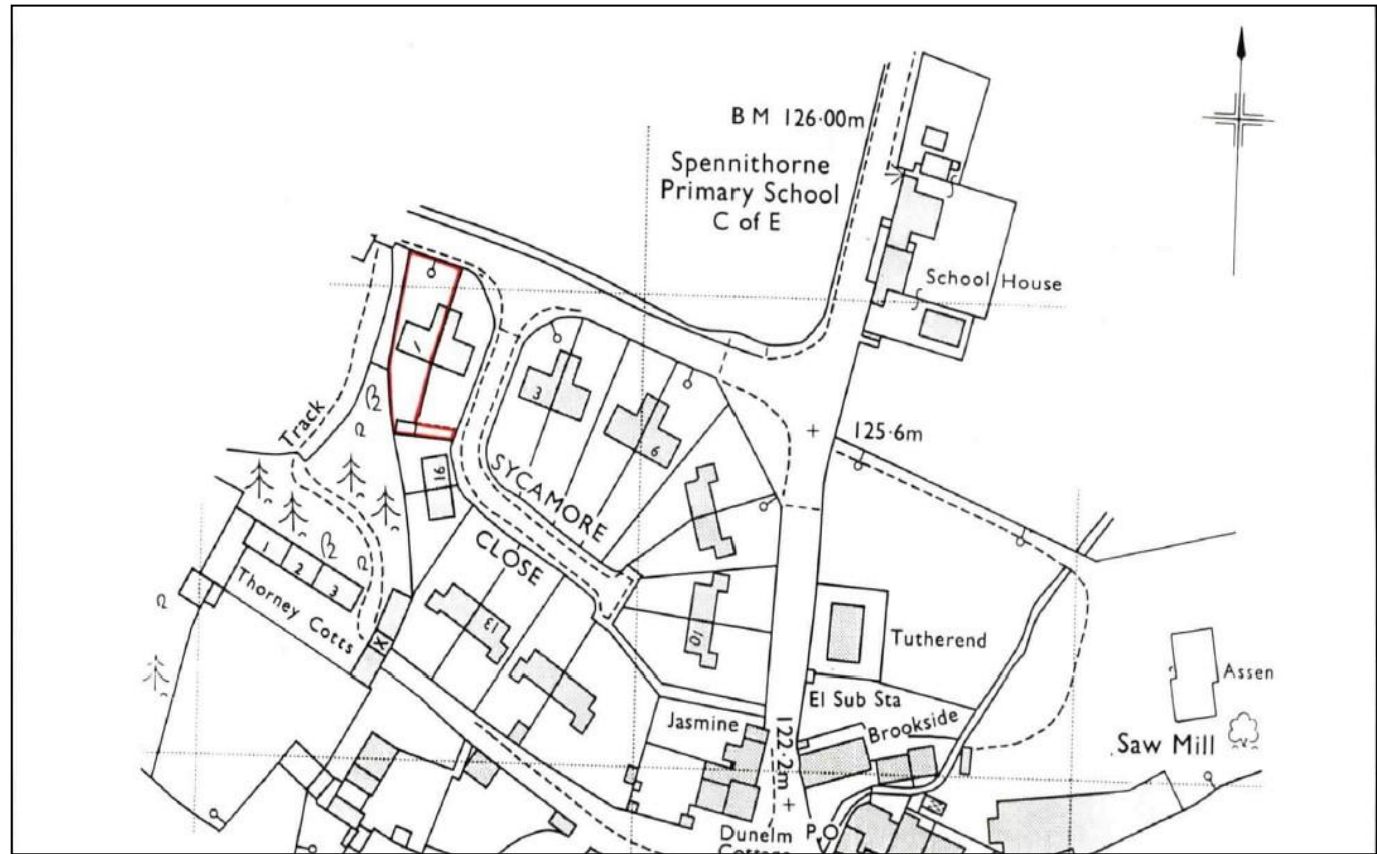 B M 126·00m
Spennithorne
Primary School
C of E
School House
1
3
6
125·6m
Track
16
SYCAMORE
CLOSE
1
2
3
Thorney Cotts
X
13
10
Tutherend
El Sub Sta
Brookside
Jasmine
122·2m
Assen
Saw Mill
Dunelm
P